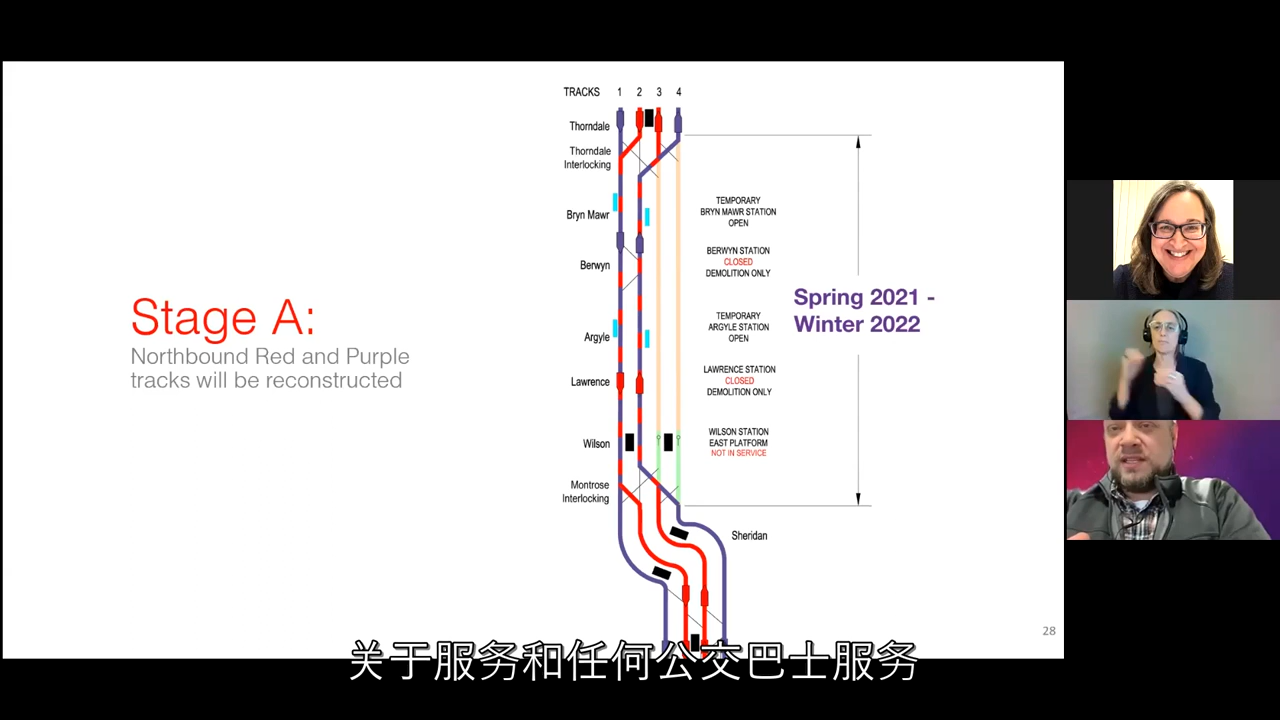 TRACKS 1 2 3 4
Thorndale
Thorndale
Interlocking
Bryn Mawr
TEMPORARY
BRYN MAWR STATION
OPEN
Berwyn
BERWYN STATION
CLOSED
DEMOLITION ONLY
Spring 2021 -
Winter 2022
Stage A:
Northbound Red and Purple
tracks will be reconstructed
Argyle
TEMPORARY
ARGYLE STATION
OPEN
Lawrence
LAWRENCE STATION
CLOSED
DEMOLITION ONLY
Wilson
WILSON STATION
EAST PLATFORM
NOT IN SERVICE
Montrose
Interlocking
Sheridan
28
关于服务和任何公交巴士服务